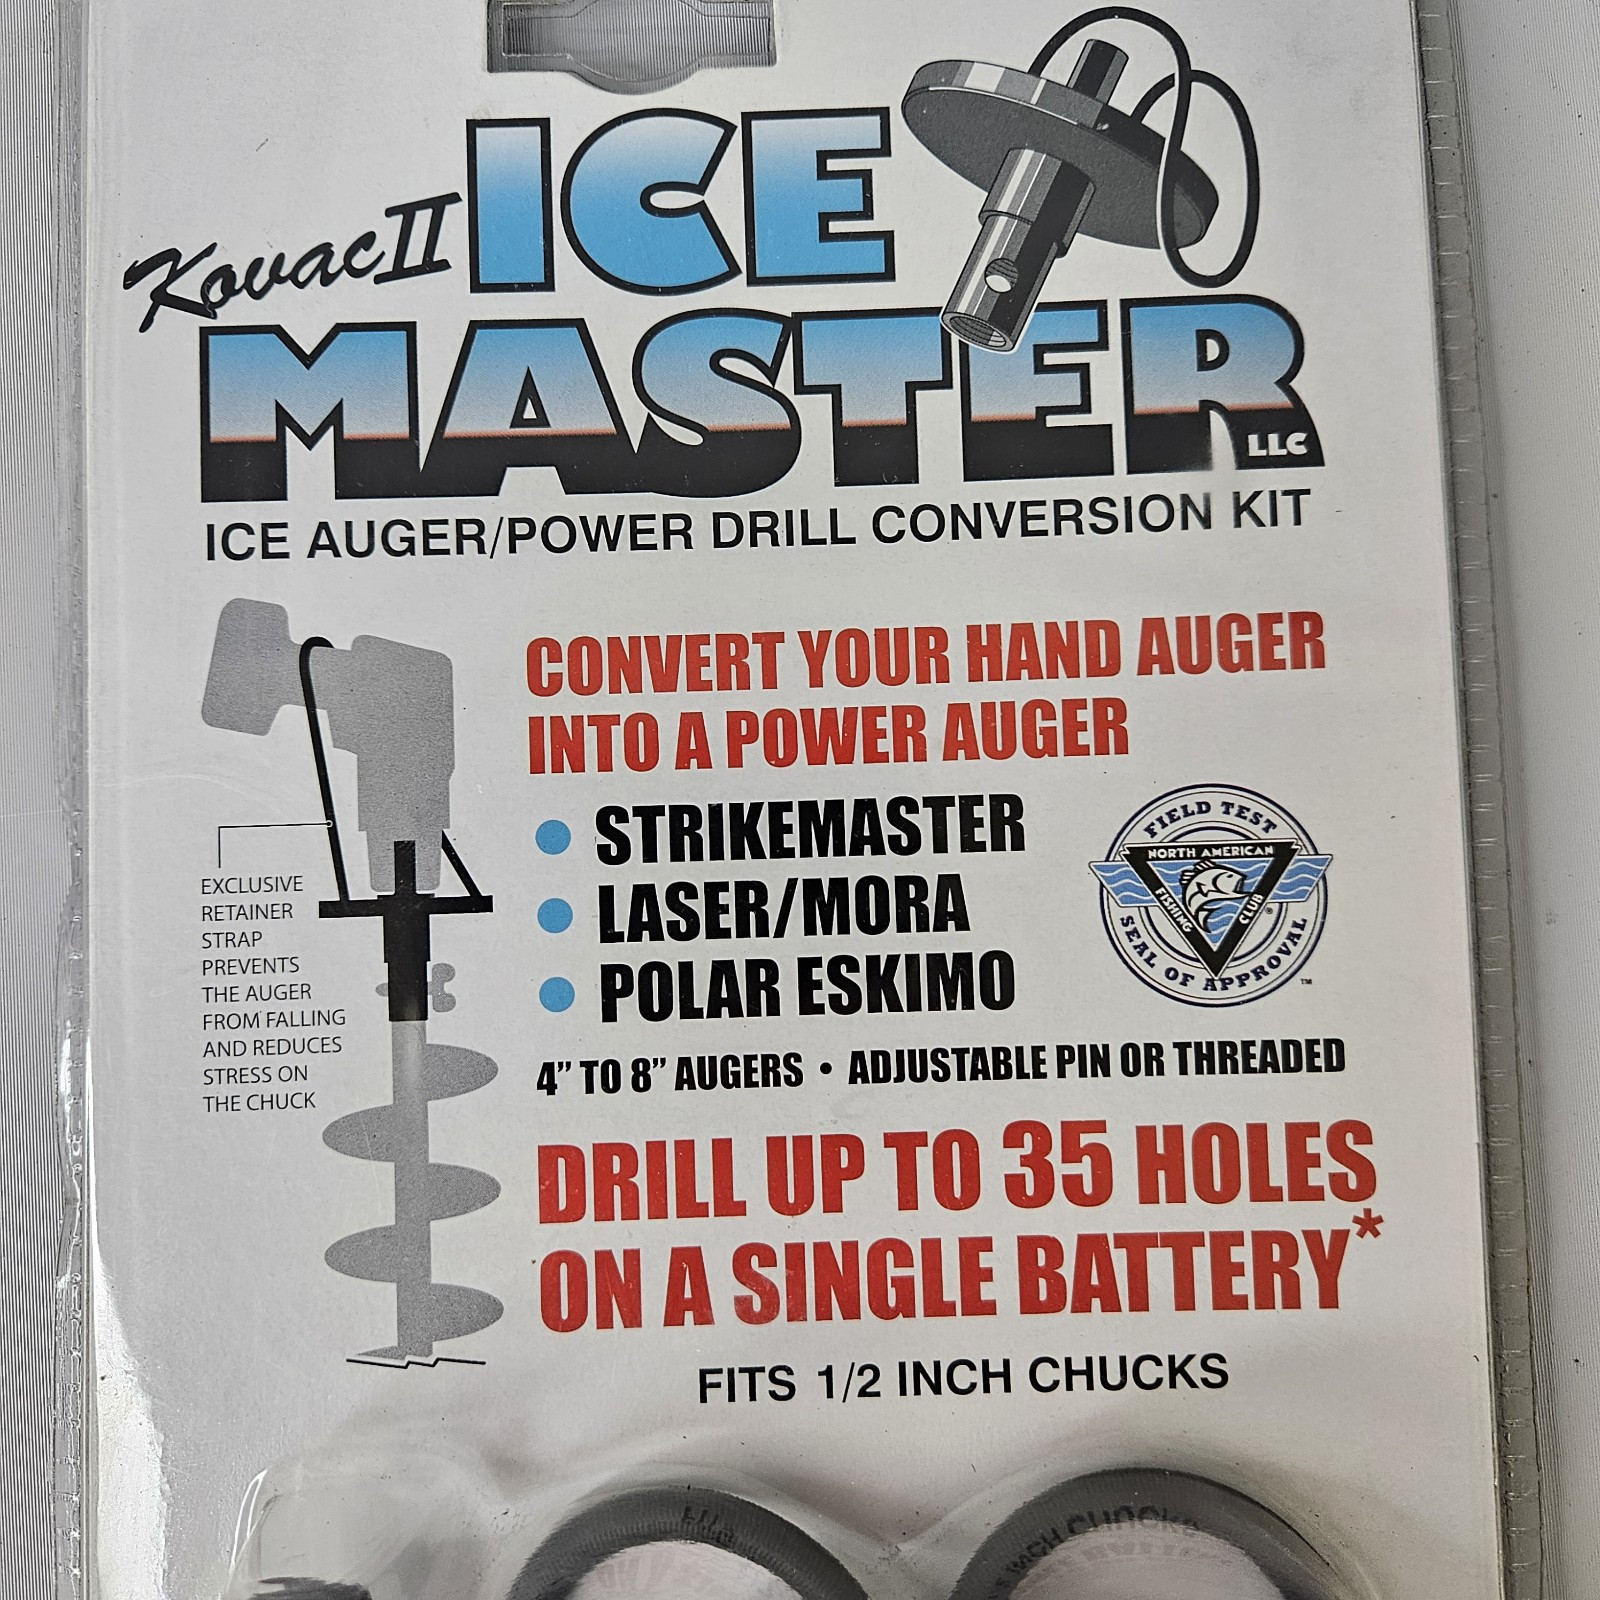 Kovac II ICE
MASTER
LLC
ICE AUGER/POWER DRILL CONVERSION KIT
CONVERT YOUR HAND AUGER
INTO A POWER AUGER
• STRIKEMASTER
• LASER/MORA
• POLAR ESKIMO
FIELD TEST
NORTH AMERICAN
FISHING CLUB®
SEAL OF APPROVAL
™
EXCLUSIVE
RETAINER
STRAP
PREVENTS
THE AUGER
FROM FALLING
AND REDUCES
STRESS ON
THE CHUCK
4” TO 8” AUGERS • ADJUSTABLE PIN OR THREADED
DRILL UP TO 35 HOLES
ON A SINGLE BATTERY*
FITS 1/2 INCH CHUCKS